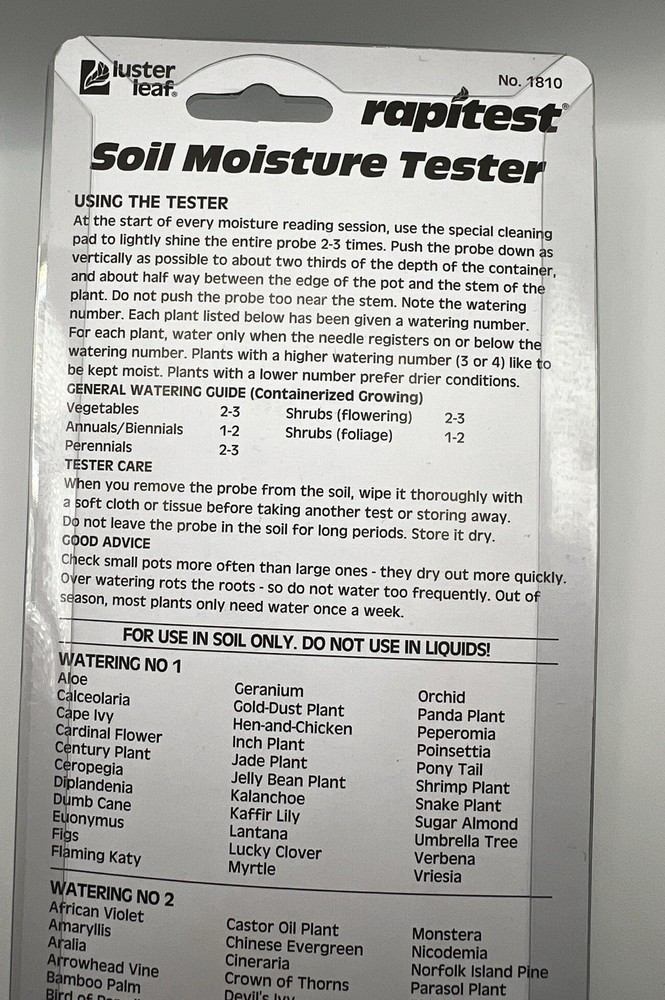 luster
leaf®
No. 1810
rapitest®
Soil Moisture Tester
USING THE TESTER
At the start of every moisture reading session, use the special cleaning
pad to lightly shine the entire probe 2-3 times. Push the probe down as
vertically as possible to about two thirds of the depth of the container,
and about half way between the edge of the pot and the stem of the
plant. Do not push the probe too near the stem. Note the watering
number. Each plant listed below has been given a watering number.
For each plant, water only when the needle registers on or below the
watering number. Plants with a higher watering number (3 or 4) like to
be kept moist. Plants with a lower number prefer drier conditions.
GENERAL WATERING GUIDE (Containerized Growing)
Vegetables 2-3 Shrubs (flowering) 2-3
Annuals/Biennials 1-2 Shrubs (foliage) 1-2
Perennials 2-3
TESTER CARE
When you remove the probe from the soil, wipe it thoroughly with
a soft cloth or tissue before taking another test or storing away.
Do not leave the probe in the soil for long periods. Store it dry.
GOOD ADVICE
Check small pots more often than large ones - they dry out more quickly.
Over watering rots the roots - so do not water too frequently. Out of
season, most plants only need water once a week.
FOR USE IN SOIL ONLY. DO NOT USE IN LIQUIDS!
WATERING NO 1
Aloe
Calceolaria
Cape Ivy
Cardinal Flower
Century Plant
Ceropegia
Diplandenia
Dumb Cane
Euonymus
Figs
Flaming Katy
Geranium
Gold-Dust Plant
Hen-and-Chicken
Inch Plant
Jade Plant
Jelly Bean Plant
Kalanchoe
Kaffir Lily
Lantana
Lucky Clover
Myrtle
Orchid
Panda Plant
Peperomia
Poinsettia
Pony Tail
Shrimp Plant
Snake Plant
Sugar Almond
Umbrella Tree
Verbena
Vriesia
WATERING NO 2
African Violet
Amaryllis
Aralia
Arrowhead Vine
Bamboo Palm
Bird of
Castor Oil Plant
Chinese Evergreen
Cineraria
Crown of Thorns
Devil's Ivy
Monstera
Nicodemia
Norfolk Island Pine
Parasol Plant